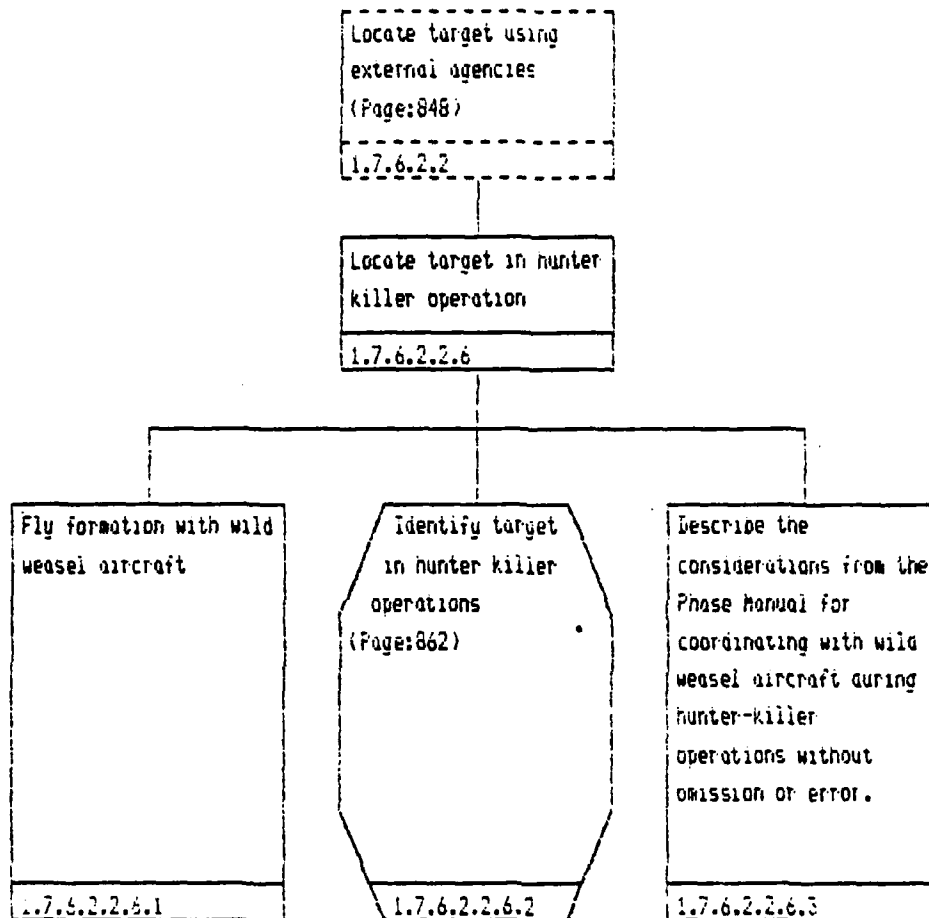 Locate target using
external agencies
(Page:848)
1.7.6.2.2
Locate target in hunter
killer operation
1.7.6.2.2.6
Fly formation with wild
weasel aircraft
1.7.6.2.2.6.1
Identify target
in hunter killer
operations
(Page:862)
1.7.6.2.2.6.2
Describe the
considerations from the
Phase Manual for
coordinating with wild
weasel aircraft during
hunter-killer
operations without
omission or error.
1.7.6.2.2.6.3